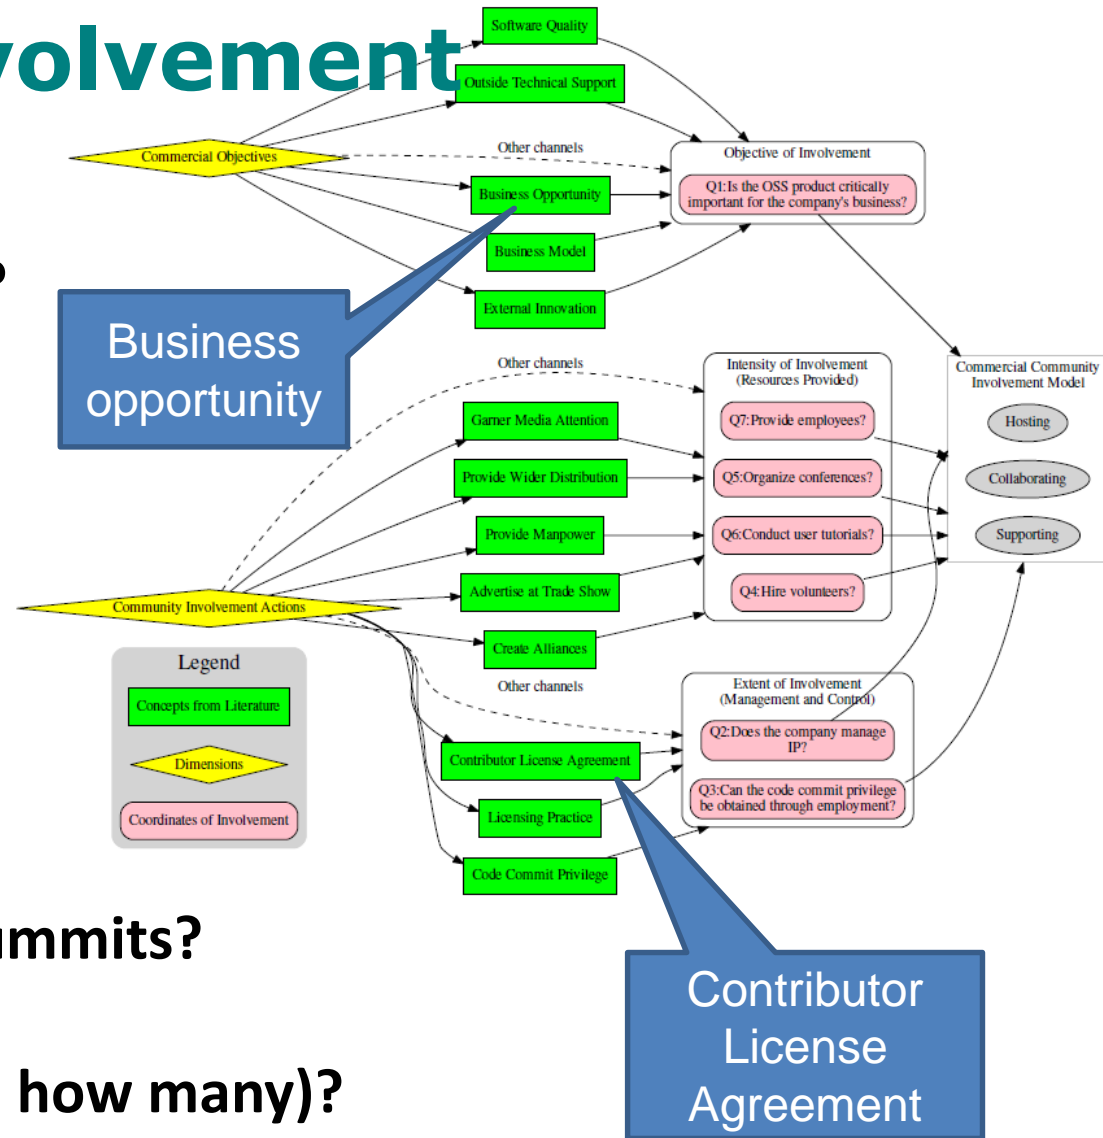 volvement
Software Quality
Outside Technical Support
Commercial Objectives
Other channels
Objective of Involvement
Q1:Is the OSS product critically
important for the company's business?
Business Opportunity
Business Model
External Innovation
?
Business
opportunity
Other channels
Intensity of Involvement
(Resources Provided)
Commercial Community
Involvement Model
Garner Media Attention
Q7:Provide employees?
Hosting
Provide Wider Distribution
Q5:Organize conferences?
Collaborating
Provide Manpower
Q6:Conduct user tutorials?
Supporting
Advertise at Trade Show
Q4:Hire volunteers?
Community Involvement Actions
Create Alliances
Legend
Concepts from Literature
Dimensions
Coordinates of Involvement
Other channels
Extent of Involvement
(Management and Control)
Q2:Does the company manage
IP?
Contributor License Agreement
Q3:Can the code commit privilege
be obtained through employment?
Licensing Practice
Code Commit Privilege
ummits?
Contributor
License
Agreement
how many)?